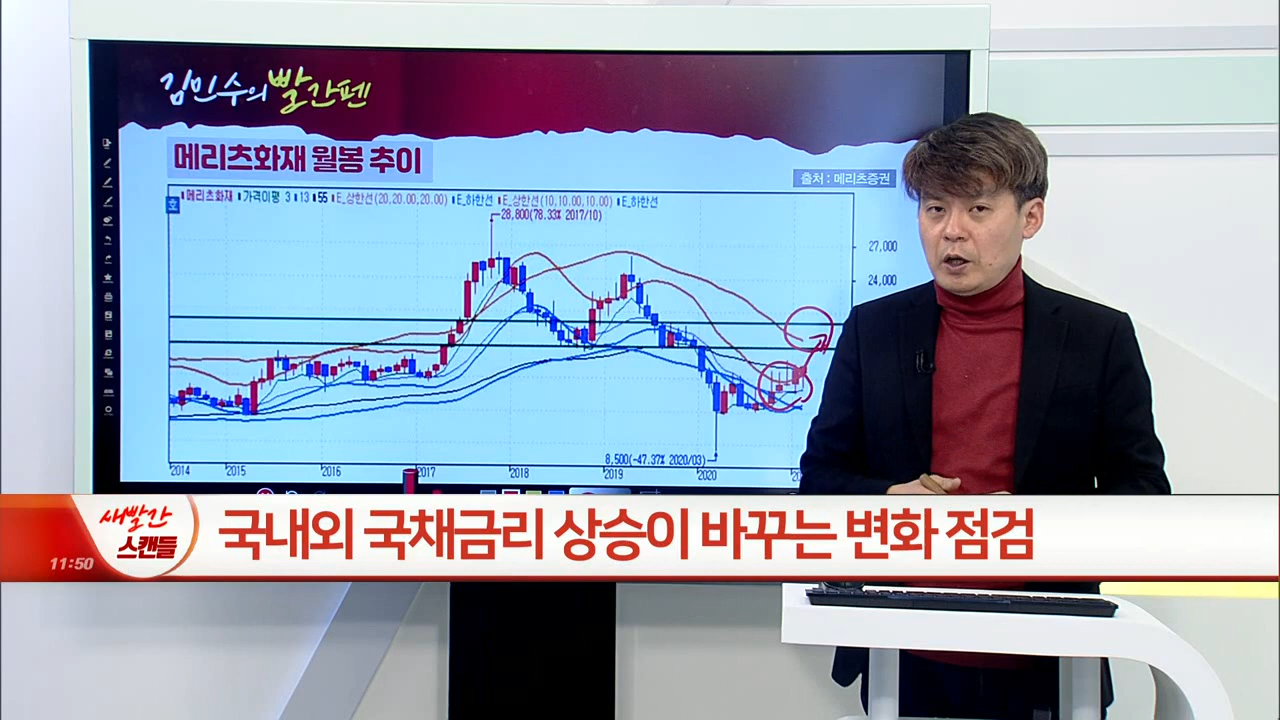 김민수의 빨간펜
메리츠화재 월봉 추이
출처 : 메리츠증권
호
메리츠화재 가격이평 3 13 55 E_상한선(20,20.00,20.00) E_하한선 E_상한선(10,10.00,10.00) E_하한선
28,800(78.33% 2017/10)
27,000
24,000
8,500(-47.37% 2020/03)
2014 2015 2016 2017 2018 2019 2020
새빨간
스캔들
11:50
국내외 국채금리 상승이 바꾸는 변화 점검